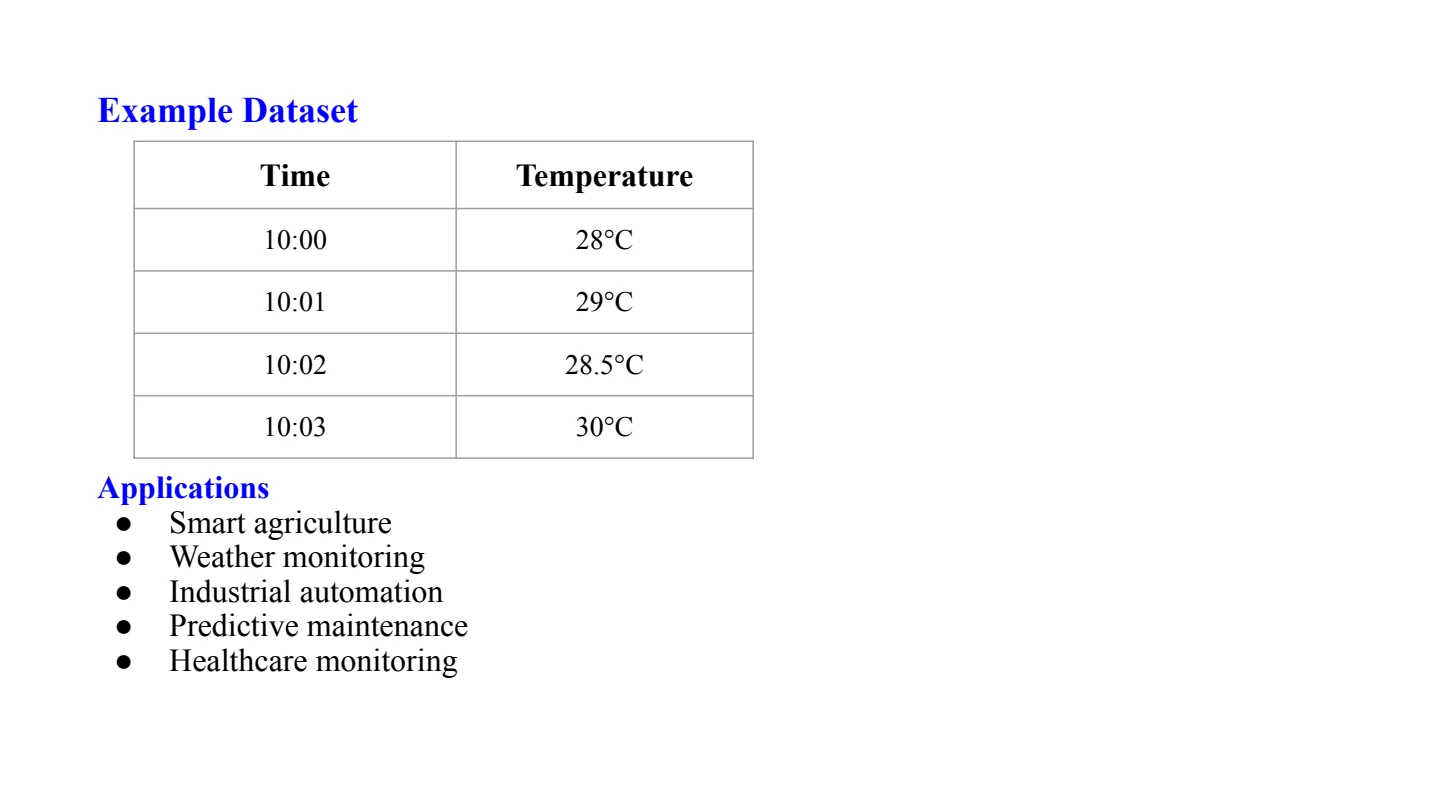 Example Dataset
Time Temperature
10:00 28°C
10:01 29°C
10:02 28.5°C
10:03 30°C
Applications
● Smart agriculture
● Weather monitoring
● Industrial automation
● Predictive maintenance
● Healthcare monitoring